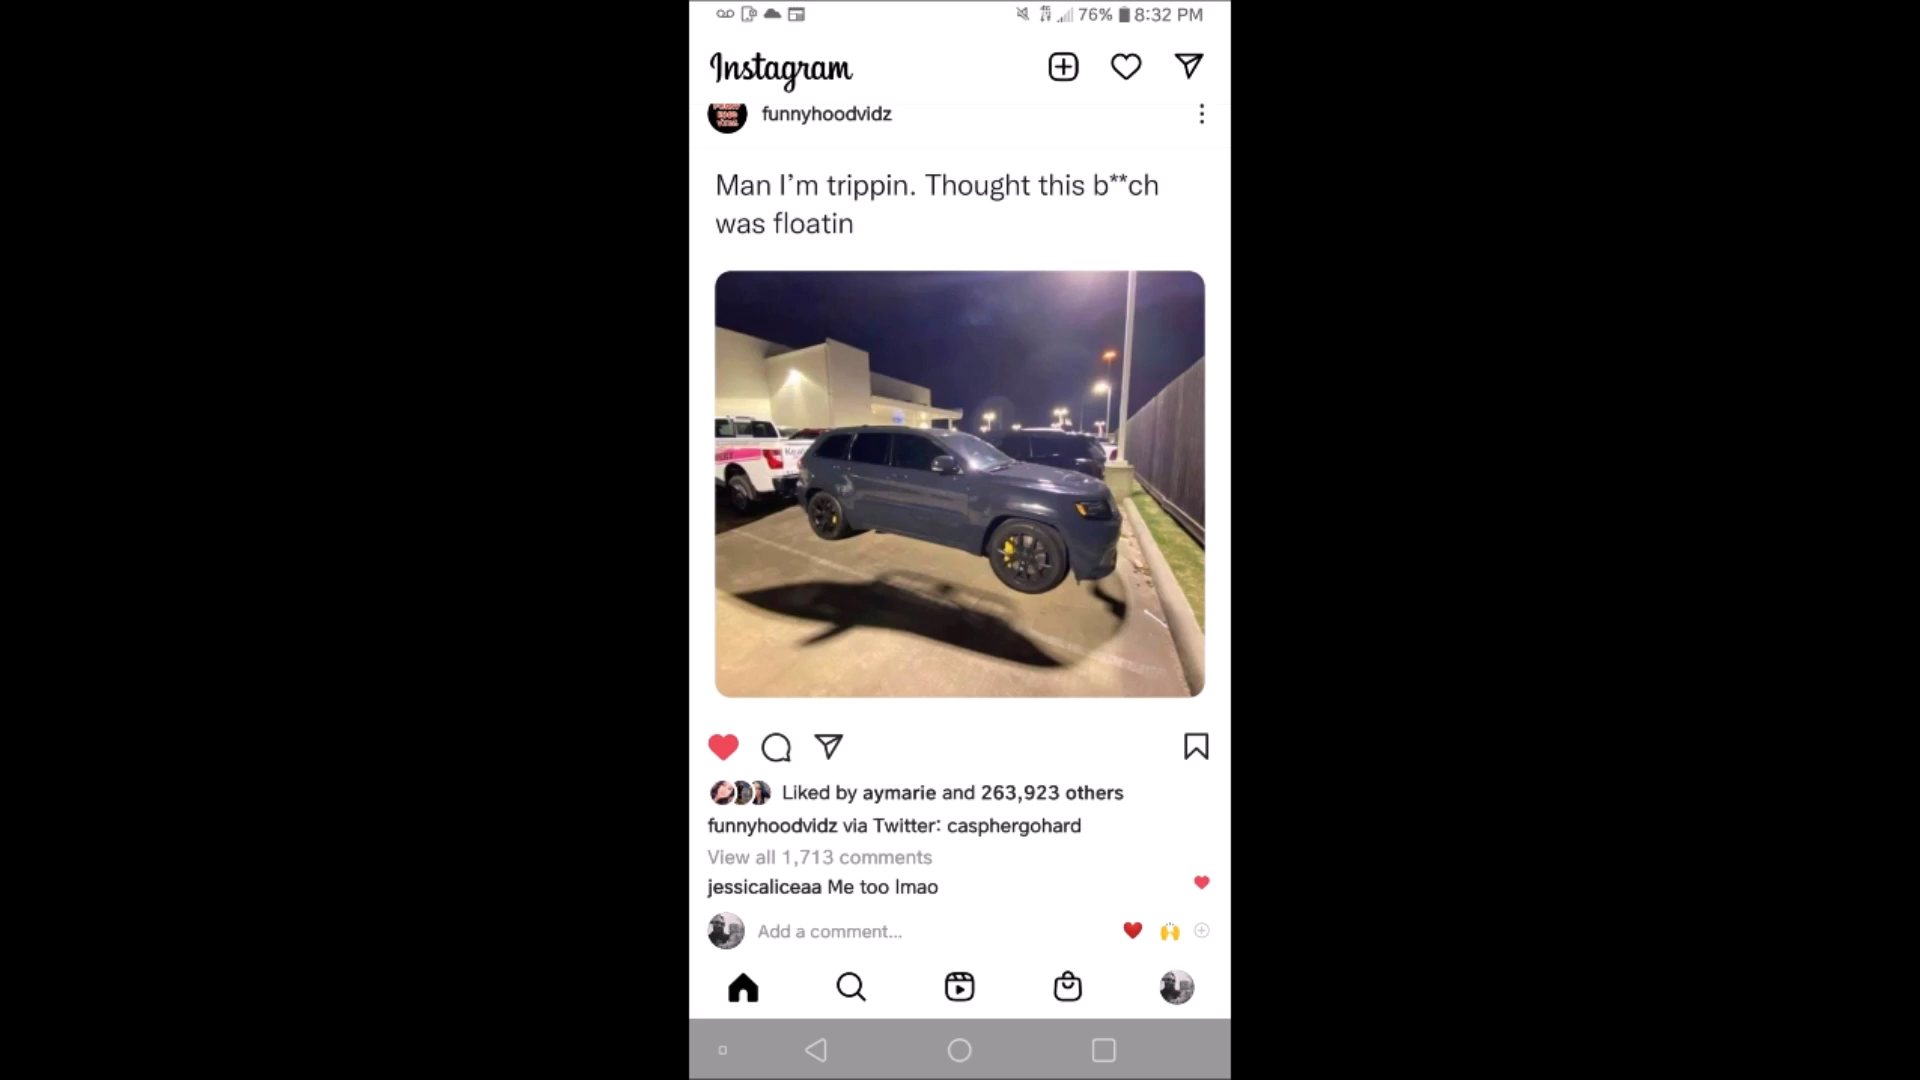 76% 8:32 PM
Instagram
funnyhoodvidz
Man I'm trippin. Thought this b**ch
was floatin
Liked by aymarie and 263,923 others
funnyhoodvidz via Twitter: casphergohard
View all 1,713 comments
jessicaliceaa Me too lmao
Add a comment...